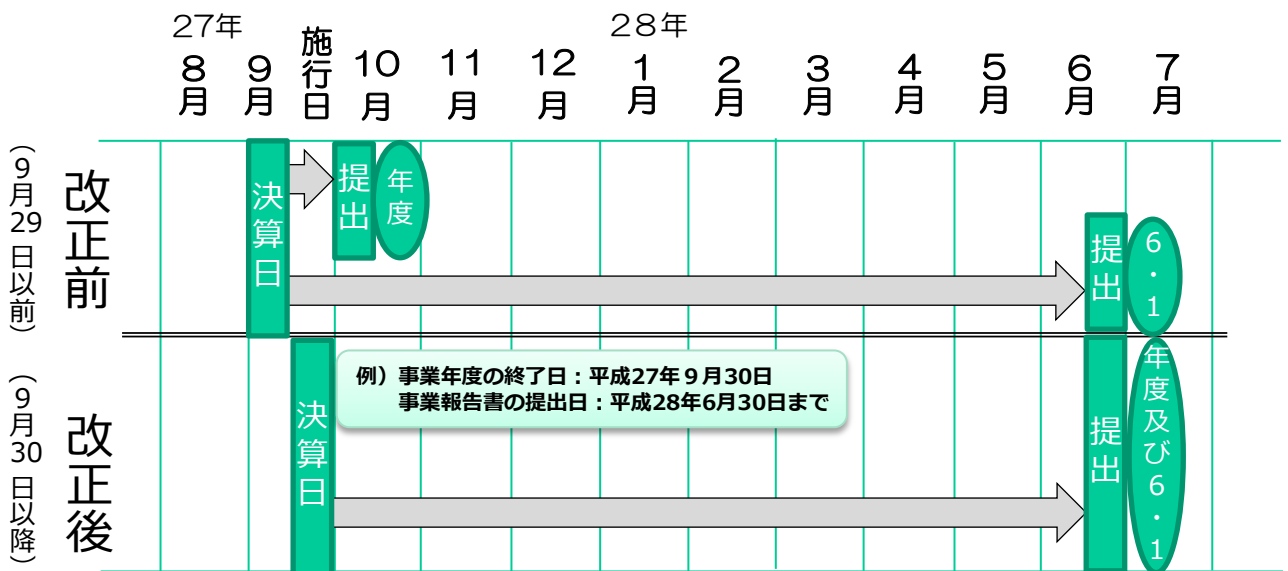 27年
28年
8月
9月
施行日
10月
11月
12月
1月
2月
3月
4月
5月
6月
7月
(9月29日以前)
改正前
決算日
提出
年度
提出
6・1
(9月30日以降)
改正後
決算日
例）事業年度の終了日：平成27年９月30日
事業報告書の提出日：平成28年6月30日まで
提出
年度及び6・1